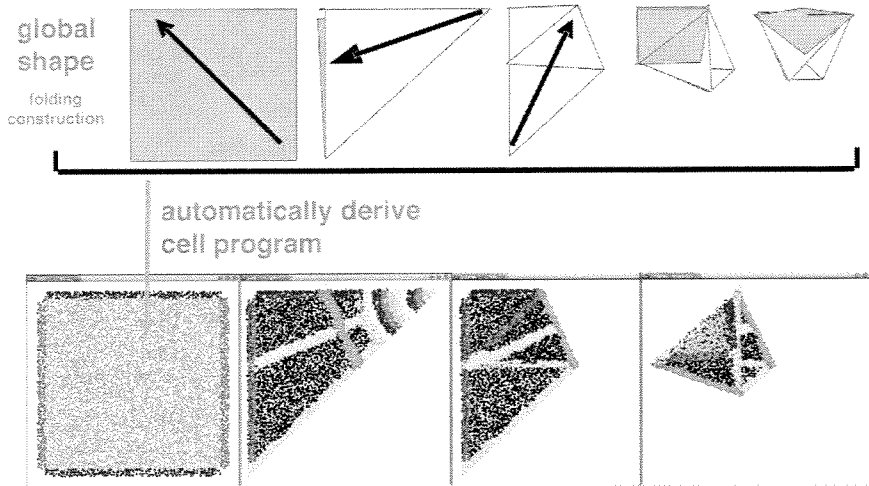 global
shape
folding
construction
automatically derive
cell program